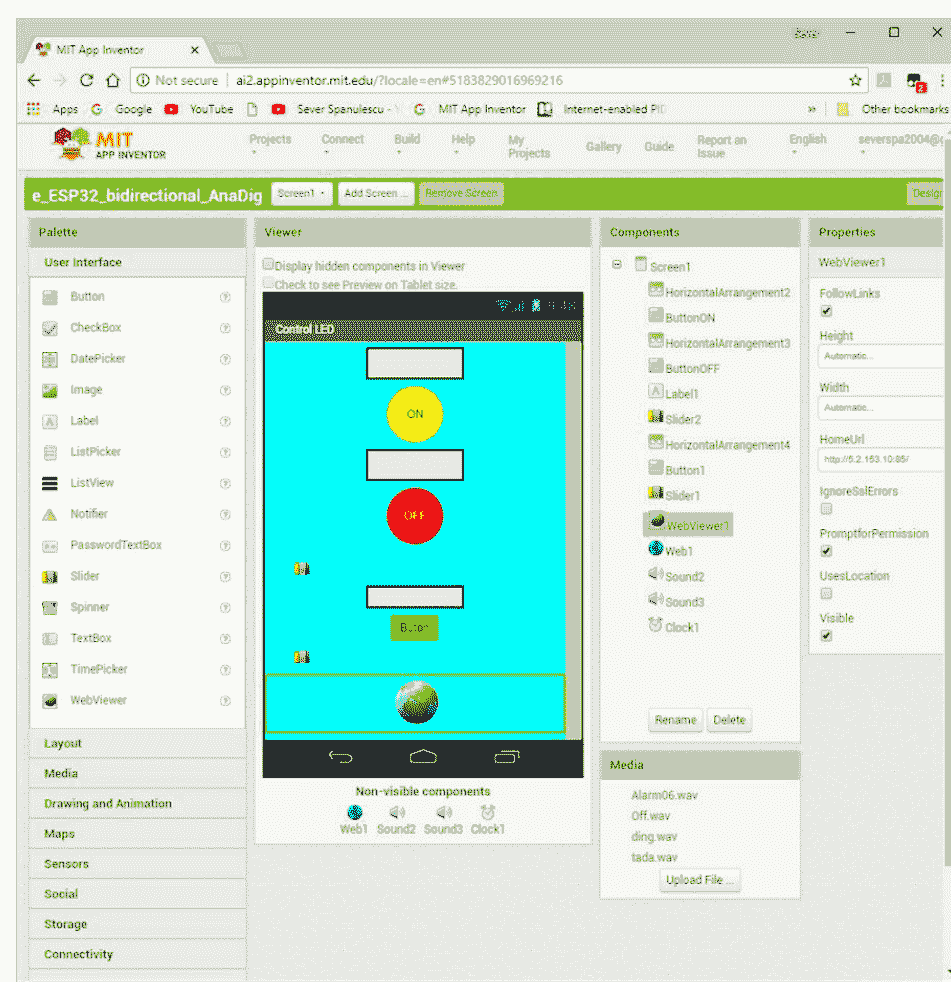 MIT App Inventor
Not secure | ai2.appinventor.mit.edu/?locale=en#5183829016969216
Apps Google YouTube Sever Spanulescu - MIT App Inventor Internet-enabled PID » Other bookmarks
2
MIT
APP INVENTOR
Projects Connect Build Help My Projects Gallery Guide Report an Issue English severspa2004@
e_ESP32_bidirectional_AnaDig Screen1 Add Screen ... Remove Screen Design
Palette
User Interface
Button
CheckBox
DatePicker
Image
Label
ListPicker
ListView
Notifier
PasswordTextBox
Slider
Spinner
TextBox
TimePicker
WebViewer
Layout
Media
Drawing and Animation
Maps
Sensors
Social
Storage
Connectivity
Viewer
Display hidden components in Viewer
Check to see Preview on Tablet size.
Control LED
ON
OFF
Non-visible components
Web1 Sound2 Sound3 Clock1
Components
Screen1
HorizontalArrangement2
ButtonON
HorizontalArrangement3
ButtonOFF
Label1
Slider2
HorizontalArrangement4
Button1
Slider1
WebViewer1
Web1
Sound2
Sound3
Clock1
Rename Delete
Media
Alarm06.wav
Off.wav
ding.wav
tada.wav
Upload File ...
Properties
WebViewer1
FollowLinks
Height
Automatic...
Width
Automatic...
HomeUrl
http://5.2.153.10:85/
IgnoreSslErrors
PromptforPermission
UsesLocation
Visible